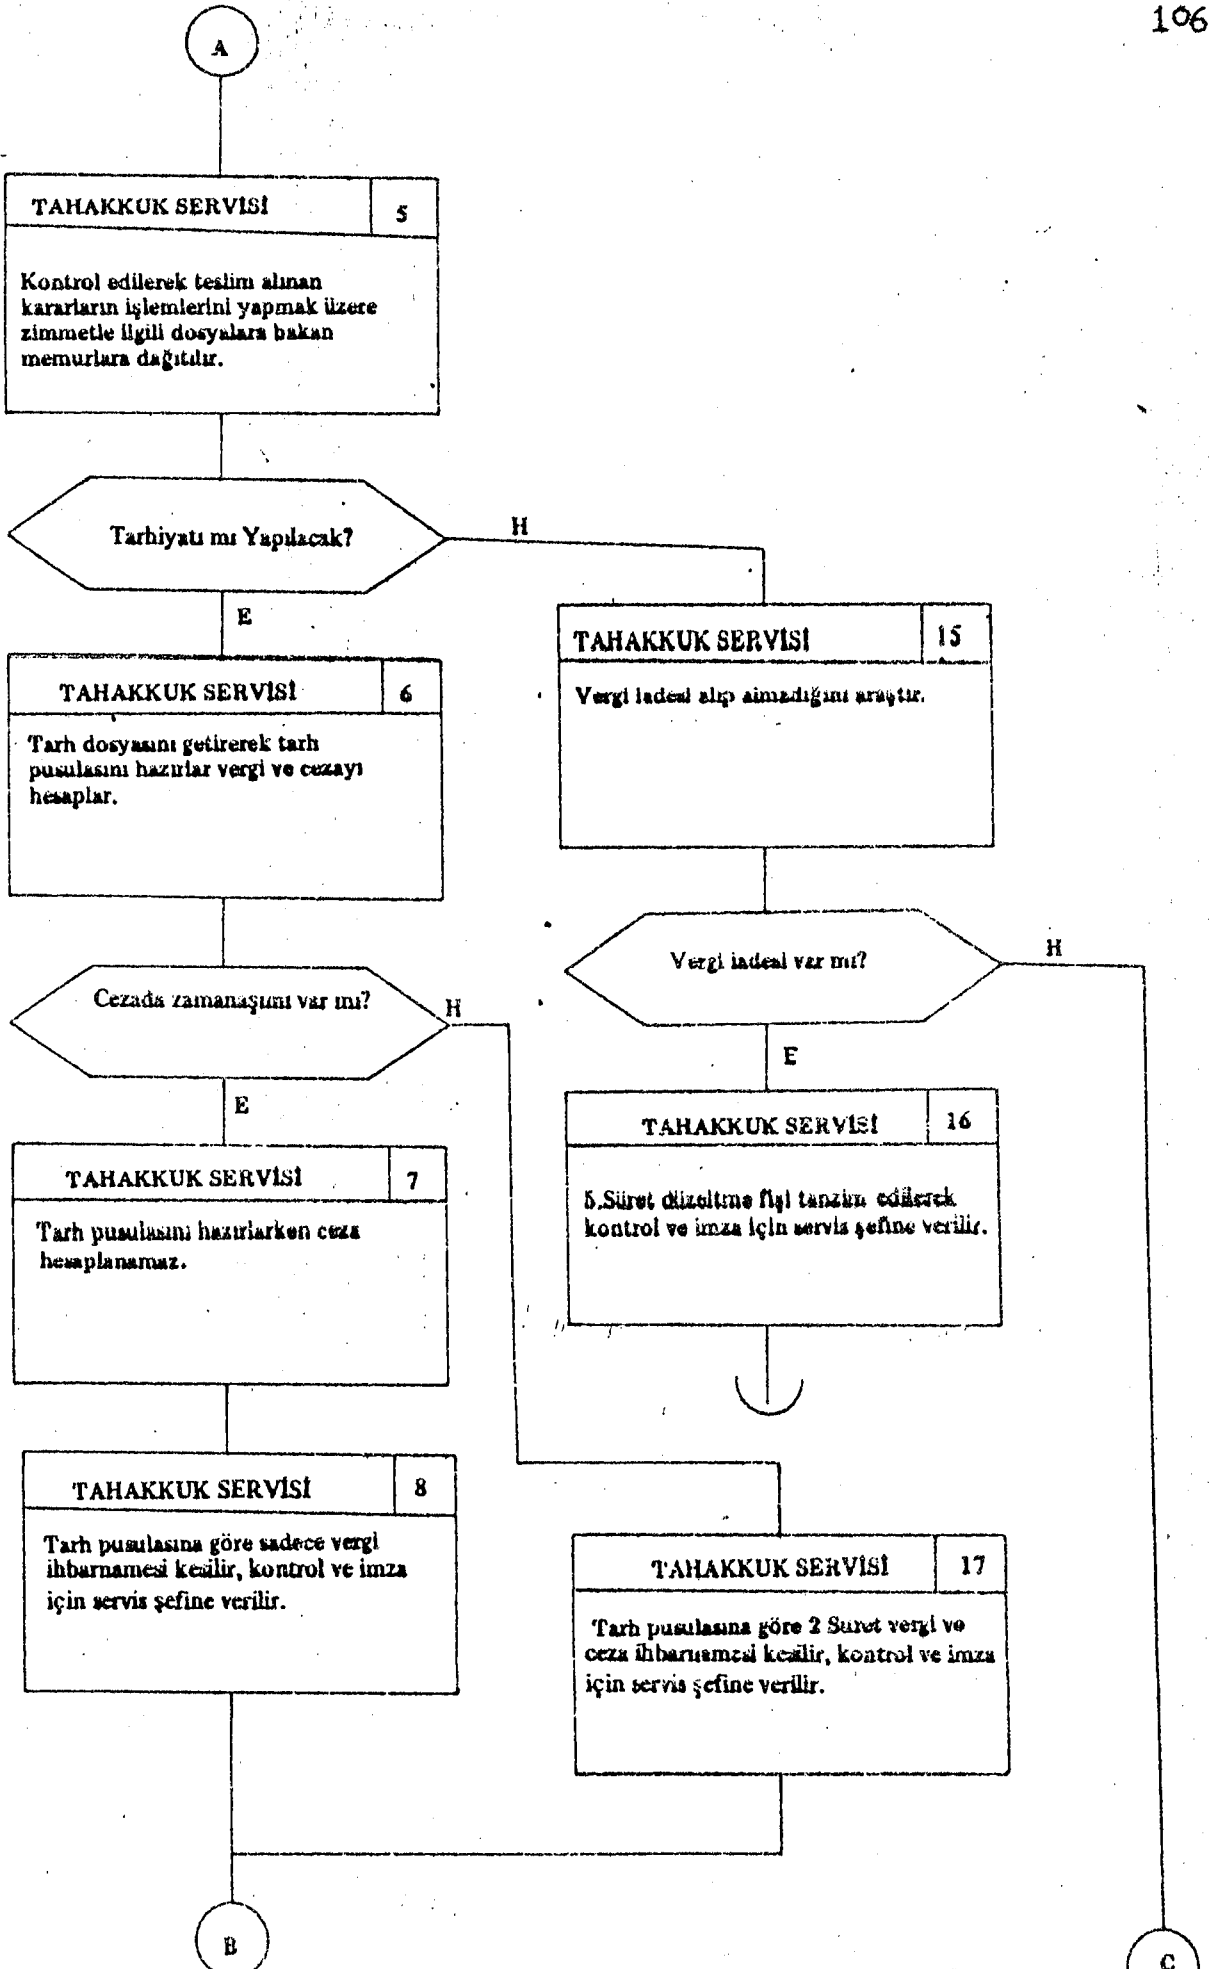 106
A
TAHAKKUK SERVİSİ
5
Kontrol edilerek teslim alınan
kararların işlemlerini yapmak üzere
zimmetle ilgili dosyalara bakan
memurlara dağıtılır.
Tarhiyatı mı Yapılacak?
H
E
TAHAKKUK SERVİSİ
15
Vergi iadesi alıp almadığını araştır.
TAHAKKUK SERVİSİ
6
Tarh dosyasını getirerek tarh
pusulasını hazırlar vergi ve cezayı
hesaplar.
Vergi iadesi var mı?
H
E
Cezada zamanaşımı var mı?
H
E
TAHAKKUK SERVİSİ
16
5.Süret düzeltme fişi tanzim edilerek
kontrol ve imza için servis şefine verilir.
TAHAKKUK SERVİSİ
7
Tarh pusulasını hazırlarken ceza
hesaplanamaz.
TAHAKKUK SERVİSİ
8
Tarh pusulasına göre sadece vergi
ihbarnamesi kesilir, kontrol ve imza
için servis şefine verilir.
TAHAKKUK SERVİSİ
17
Tarh pusulasına göre 2 Suret vergi ve
ceza ihbarnamesi kesilir, kontrol ve imza
için servis şefine verilir.
B
C